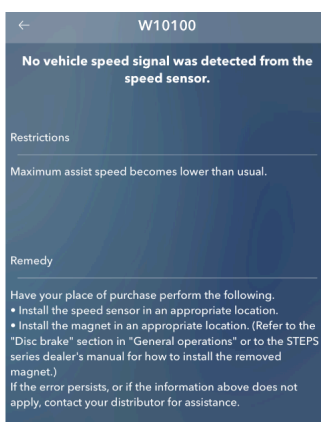 ← W10100
No vehicle speed signal was detected from the
speed sensor.
Restrictions
Maximum assist speed becomes lower than usual.
Remedy
Have your place of purchase perform the following.
• Install the speed sensor in an appropriate location.
• Install the magnet in an appropriate location. (Refer to the
"Disc brake" section in "General operations" or to the STEPS
series dealer's manual for how to install the removed
magnet.)
If the error persists, or if the information above does not
apply, contact your distributor for assistance.